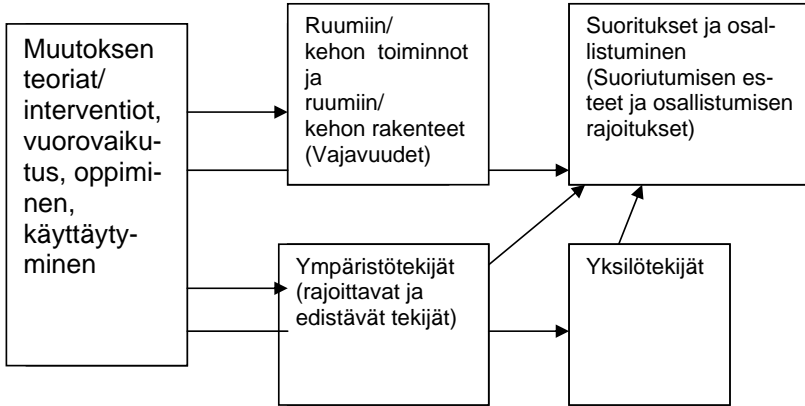 Muutoksen
teoriat/
interventiot,
vuorovaiku-
tus, oppimi-
nen,
käyttäyty-
minen
Ruumiin/
kehon toiminnot
ja
ruumiin/
kehon rakenteet
(Vajavuudet)
Suoritukset ja osal-
listuminen
(Suoriutumisen es-
teet ja osallistumisen
rajoitukset)
Ympäristötekijät
(rajoittavat ja
edistävät tekijät)
Yksilötekijät